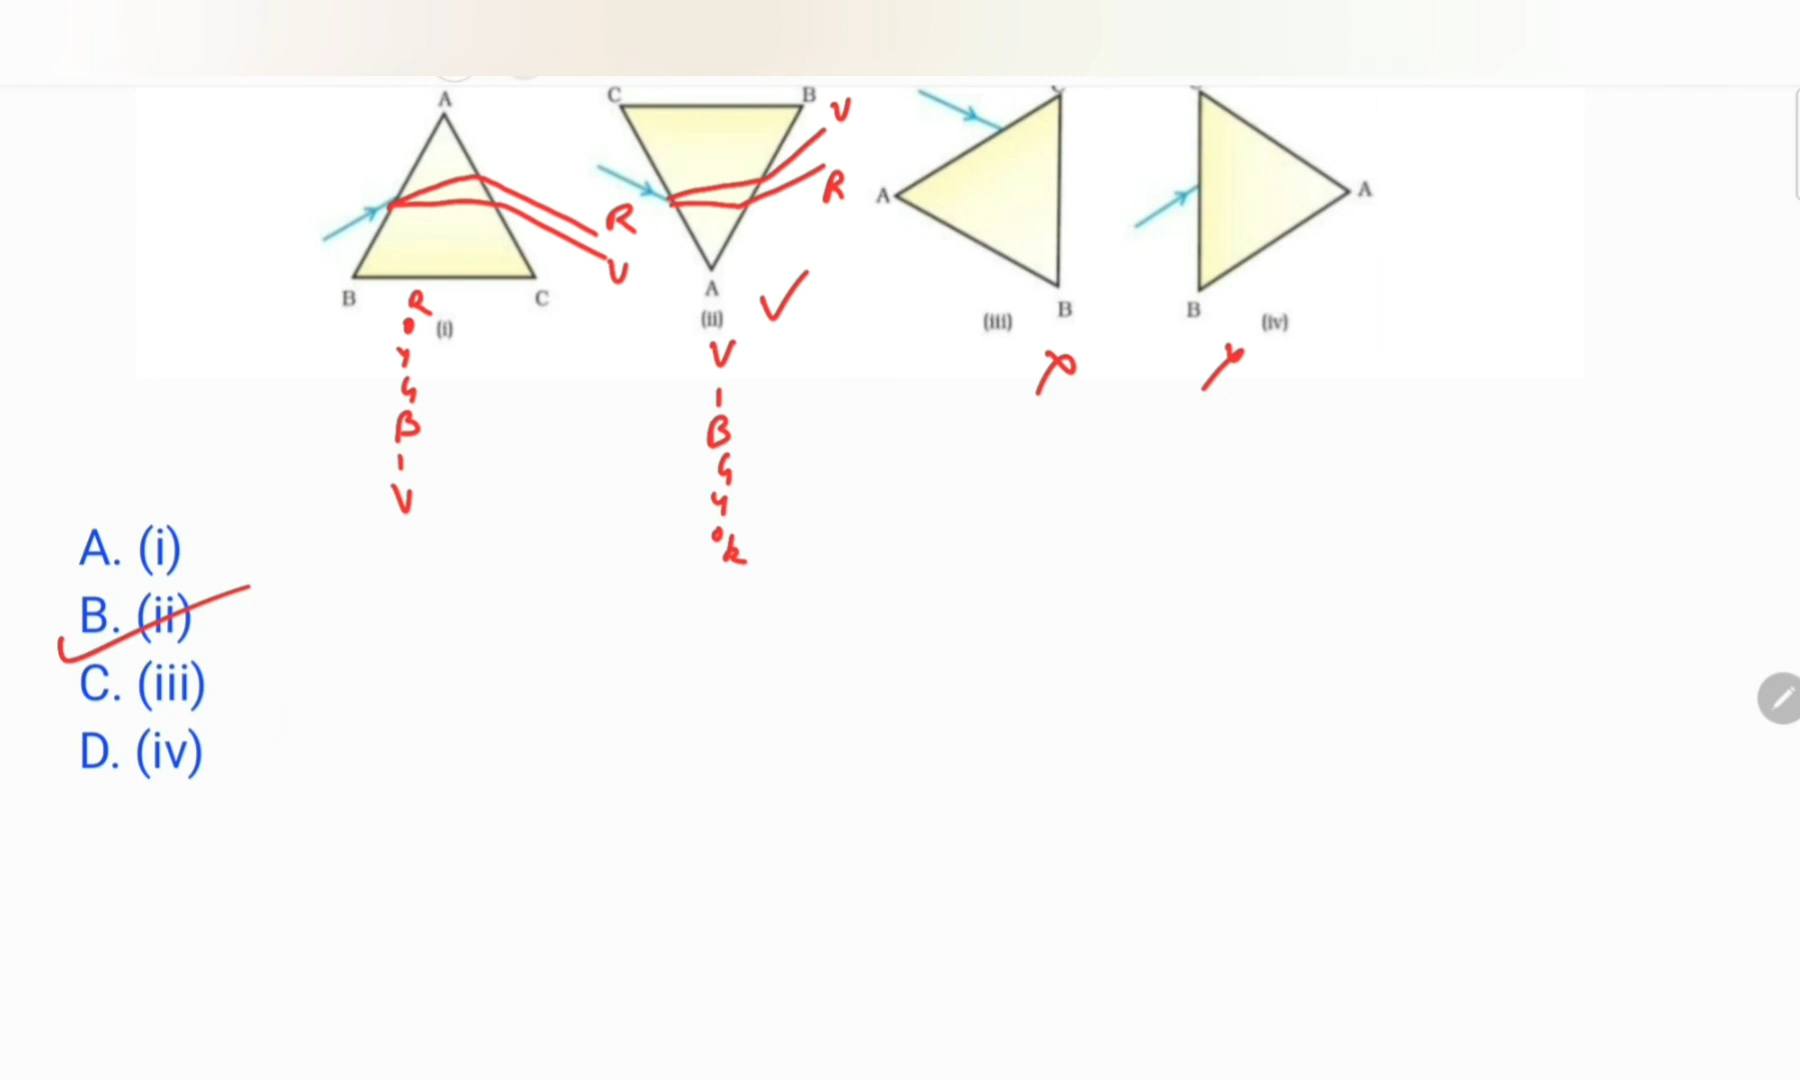 A
C B V
R
A
A
R
V
B C
R
(i)
A
(ii)
B
(iii)
B
(iv)
O
Y
G
B
I
V
V
I
B
G
Y
O R
A. (i)
B. (ii)
C. (iii)
D. (iv)